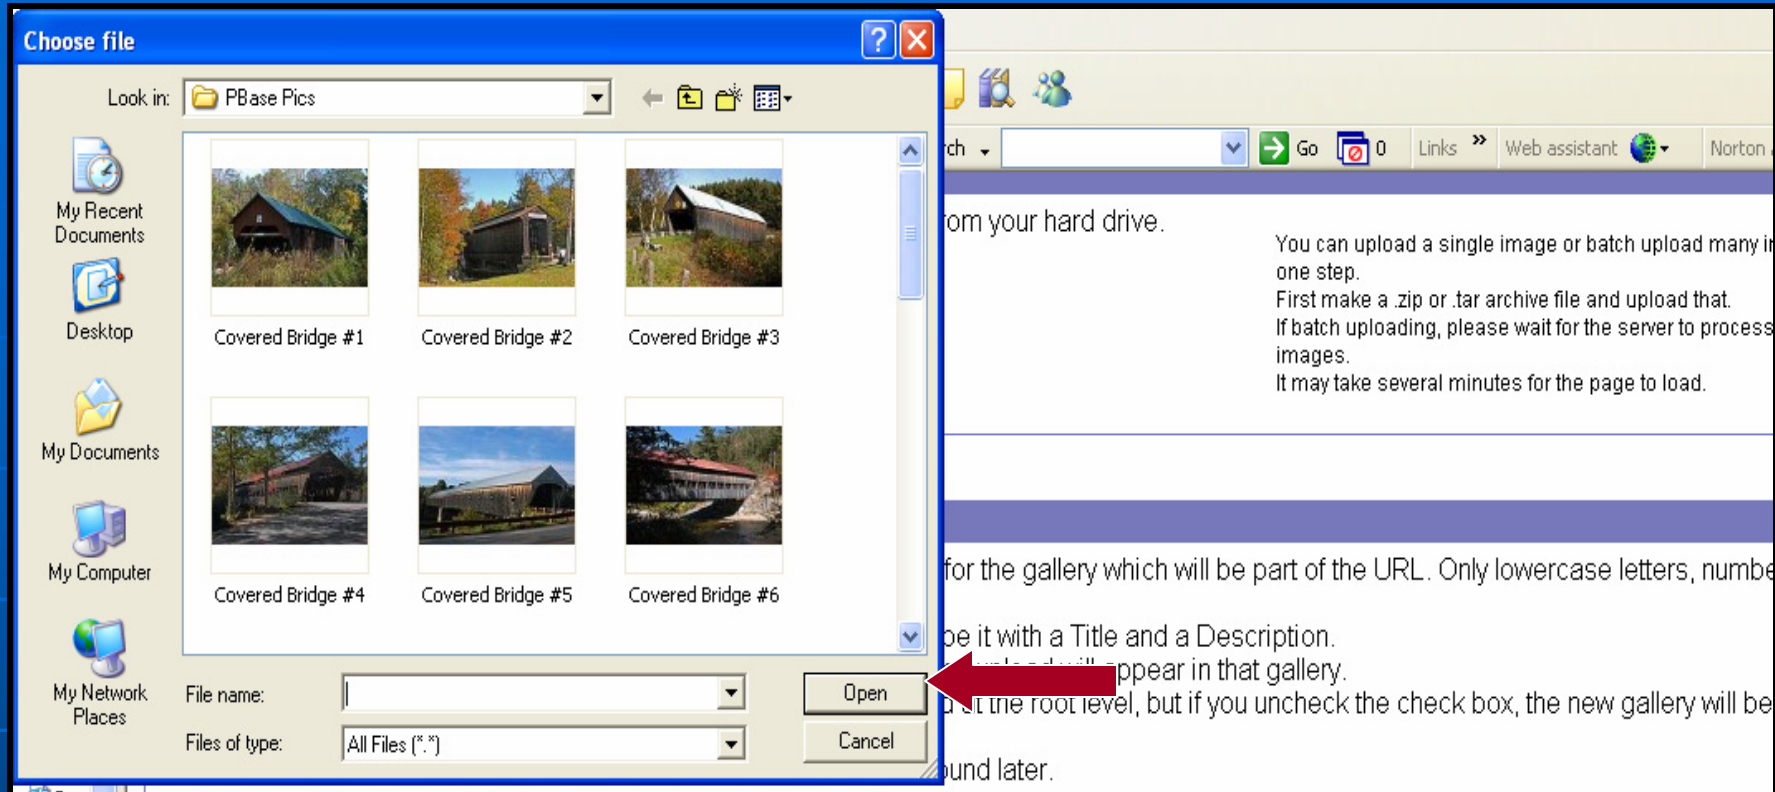 Choose file
?
Look in:
PBase Pics
My Recent
Documents
Desktop
My Documents
My Computer
My Network
Places
Covered Bridge #1
Covered Bridge #2
Covered Bridge #3
Covered Bridge #4
Covered Bridge #5
Covered Bridge #6
File name:
Open
Files of type:
All Files (*.*)
Cancel
Go
0
Links
»
Web assistant
Norton
your hard drive.
You can upload a single image or batch upload many
one step.
First make a .zip or .tar archive file and upload that.
If batch uploading, please wait for the server to process
images.
It may take several minutes for the page to load.
for the gallery which will be part of the URL. Only lowercase letters,
it with a Title and a Description.
will appear in that gallery.
at the root level, but if you uncheck the check box, the new gallery will be
later.